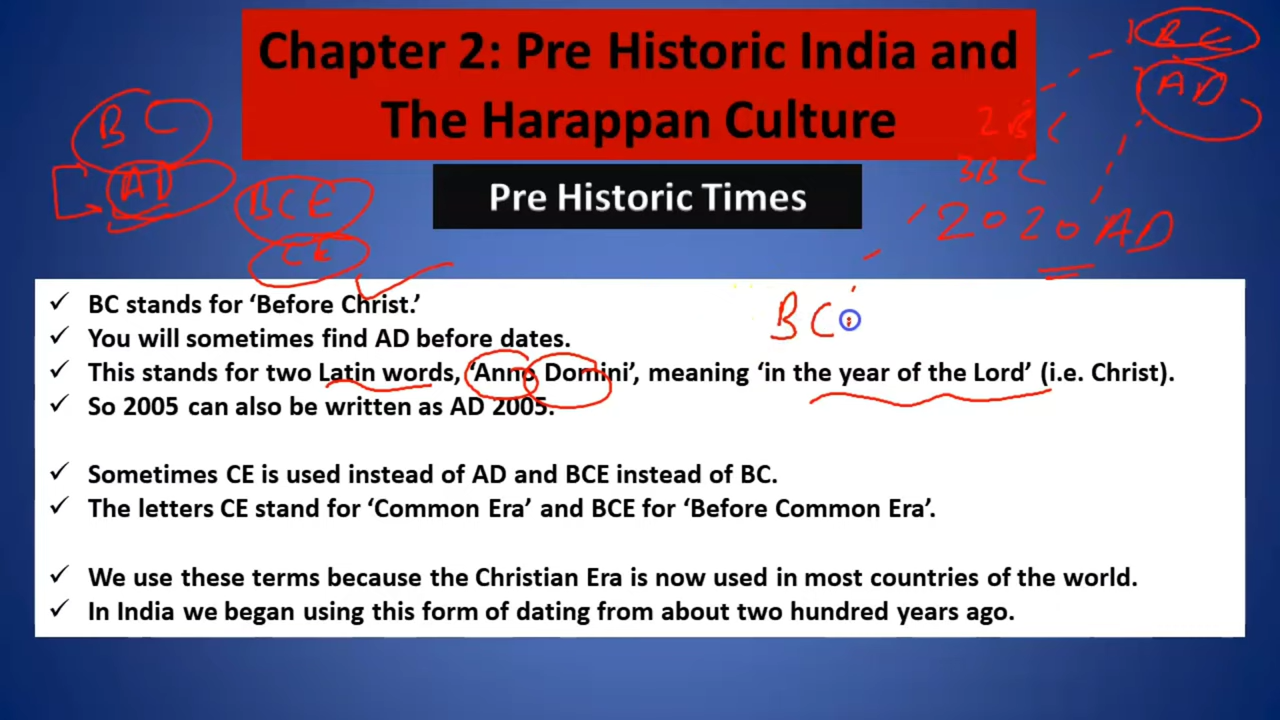 Chapter 2: Pre Historic India and
The Harappan Culture
BC
AD
BCE
CE
BC
AD
2BC
3BC
2020 AD
Pre Historic Times
✓ BC stands for ‘Before Christ.’
BC
✓ You will sometimes find AD before dates.
✓ This stands for two Latin words, ‘Anno Domini’, meaning ‘in the year of the Lord’ (i.e. Christ).
✓ So 2005 can also be written as AD 2005.
✓ Sometimes CE is used instead of AD and BCE instead of BC.
✓ The letters CE stand for ‘Common Era’ and BCE for ‘Before Common Era’.
✓ We use these terms because the Christian Era is now used in most countries of the world.
✓ In India we began using this form of dating from about two hundred years ago.